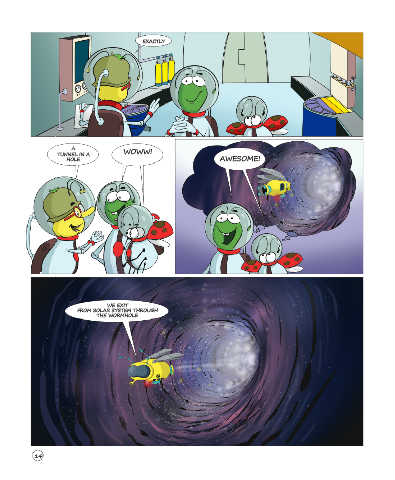 EXACTLY
A
TUNNEL IN A
HOLE
WOWW!
AWESOME!
WE EXIT
FROM SOLAR SYSTEM THROUGH
THE WORMHOLE
14